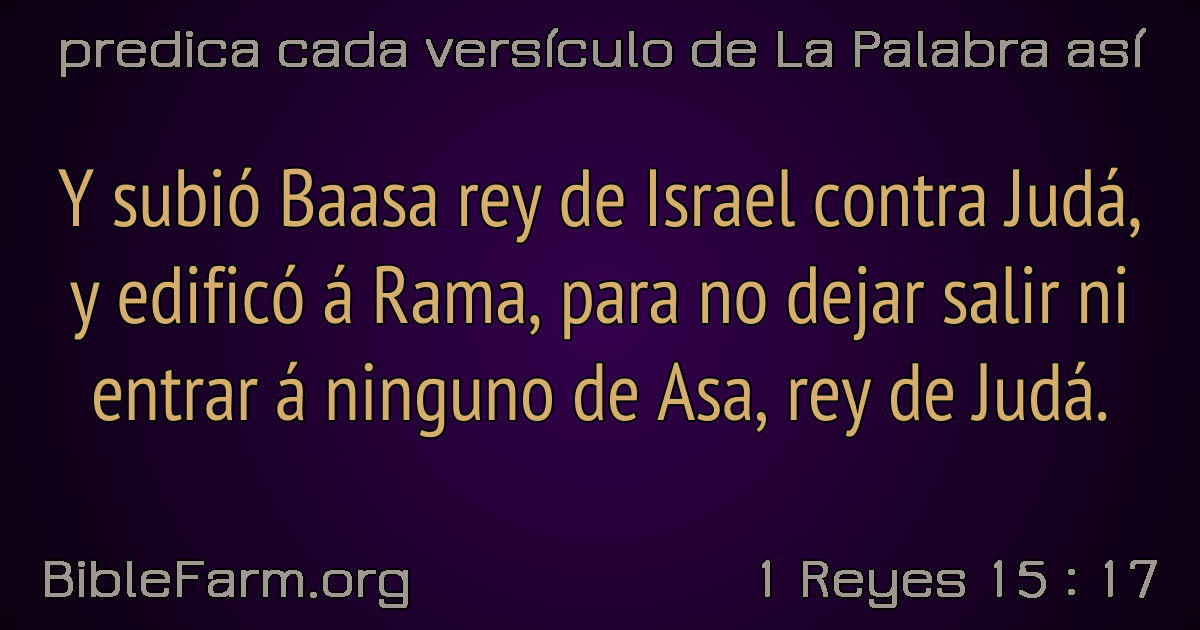 predica cada versículo de La Palabra así
Y subió Baasa rey de Israel contra Judá,
y edificó á Rama, para no dejar salir ni
entrar á ninguno de Asa, rey de Judá.
BibleFarm.org
1 Reyes 15 : 17